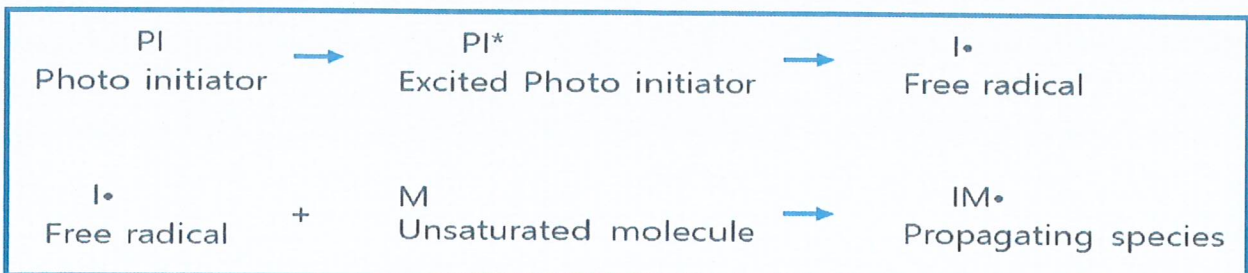 PI → PI* → I•
Photo initiator Excited Photo initiator Free radical
I• + M → IM•
Free radical Unsaturated molecule Propagating species